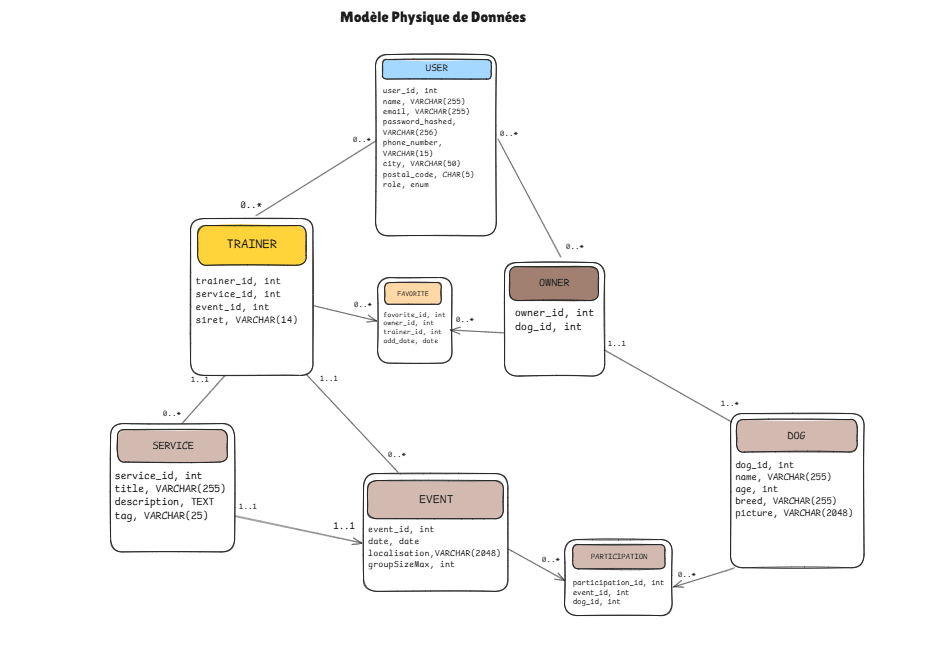 Modèle Physique de Données
USER
user_id, int
name, VARCHAR(255)
email, VARCHAR(255)
password_hashed,
VARCHAR(256)
phone_number,
VARCHAR(15)
city, VARCHAR(50)
postal_code, CHAR(5)
role, enum
0..*
0..*
0..*
0..*
TRAINER
trainer_id, int
service_id, int
event_id, int
siret, VARCHAR(14)
FAVORITE
favorite_id, int
owner_id, int
trainer_id, int
add_date, date
0..*
0..*
OWNER
owner_id, int
dog_id, int
1..1
1..*
1..1
0..*
1..1
0..*
SERVICE
service_id, int
title, VARCHAR(255)
description, TEXT
tag, VARCHAR(25)
1..1
1..1
EVENT
event_id, int
date, date
localisation,VARCHAR(2048)
groupSizeMax, int
DOG
dog_id, int
name, VARCHAR(255)
age, int
breed, VARCHAR(255)
picture, VARCHAR(2048)
0..*
0..*
PARTICIPATION
participation_id, int
event_id, int
dog_id, int